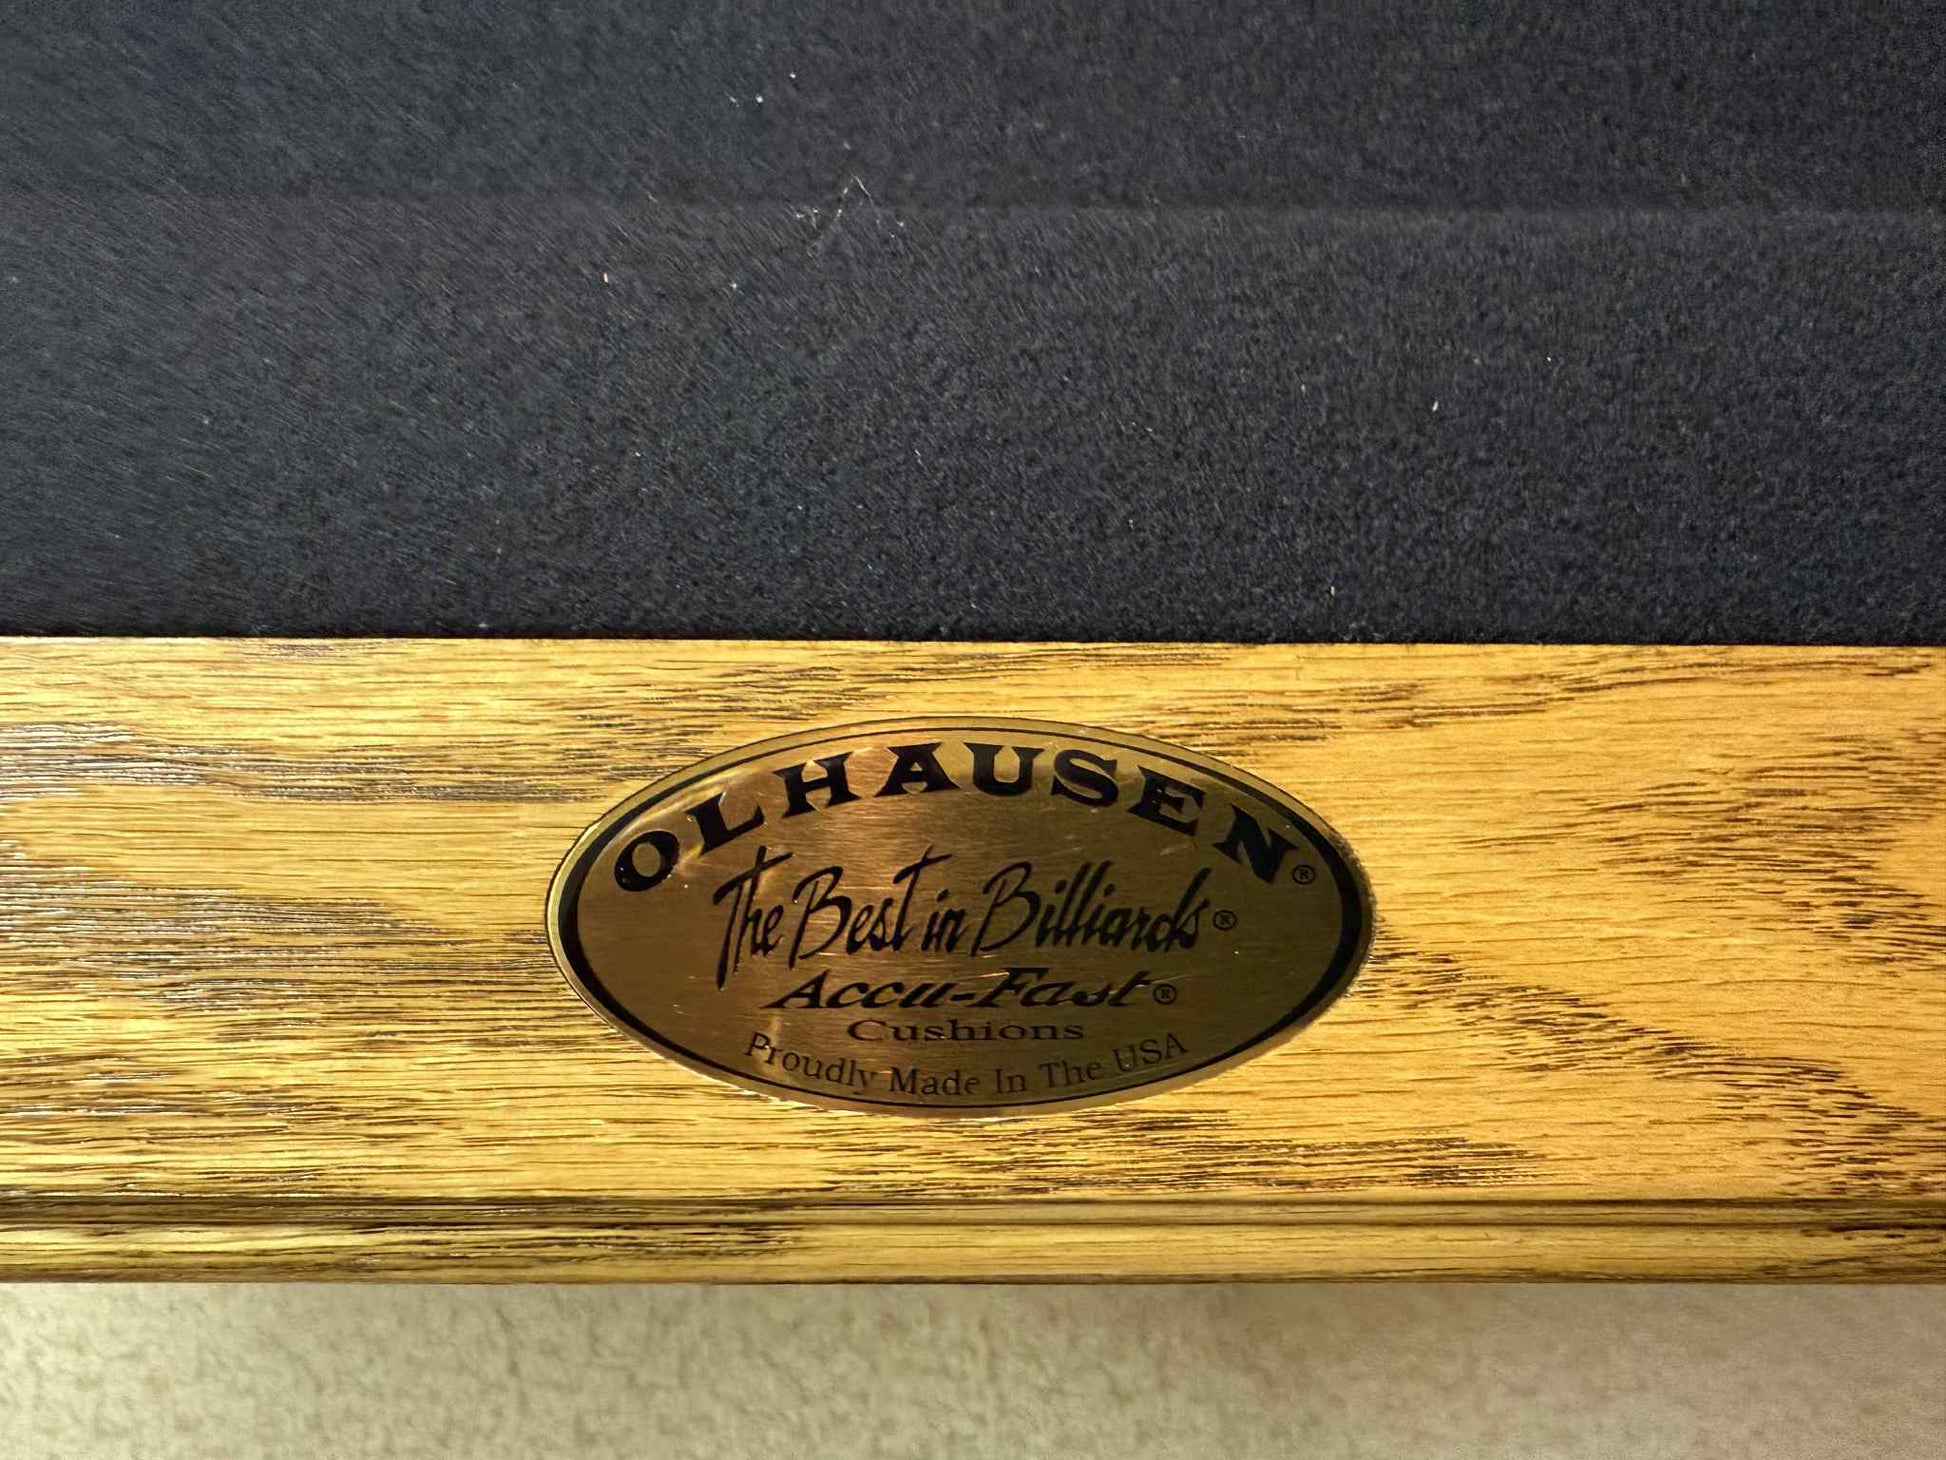 OLHAUSEN®
The Best in Billiards®
Accu-Fast®
Cushions
Proudly Made In The USA